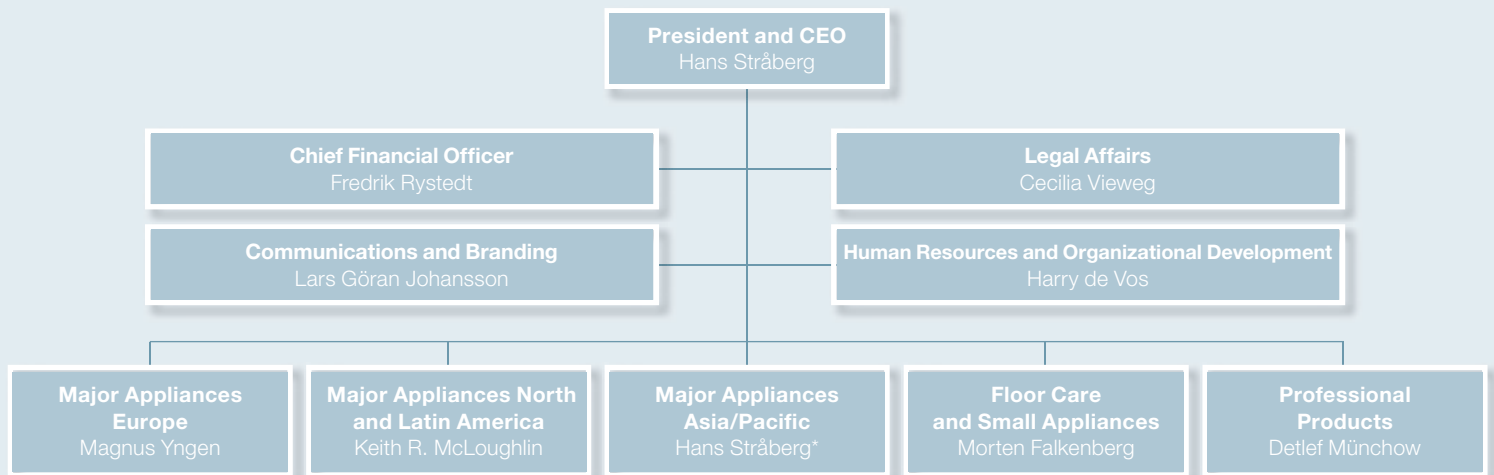 President and CEO
Hans Stråberg
Chief Financial Officer
Fredrik Rystedt
Legal Affairs
Cecilia Vieweg
Communications and Branding
Lars Göran Johansson
Human Resources and Organizational Development
Harry de Vos
Major Appliances
Europe
Magnus Yngen
Major Appliances North
and Latin America
Keith R. McLoughlin
Major Appliances
Asia/Pacific
Hans Stråberg*
Floor Care
and Small Appliances
Morten Falkenberg
Professional
Products
Detlef Münchow